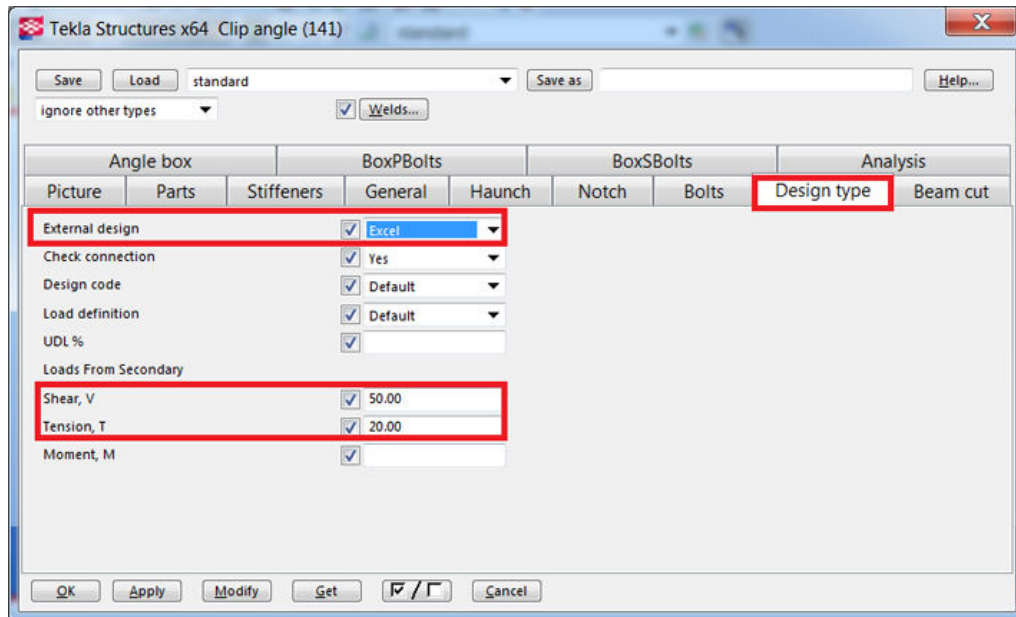 Tekla Structures x64 Clip angle (141)
Save Load standard Save as Help...
ignore other types Welds...
Angle box BoxPBolts BoxSBolts Analysis
Picture Parts Stiffeners General Haunch Notch Bolts Design type Beam cut
External design Excel
Check connection Yes
Design code Default
Load definition Default
UDL %
Loads From Secondary
Shear, V 50.00
Tension, T 20.00
Moment, M
OK Apply Modify Get / Cancel